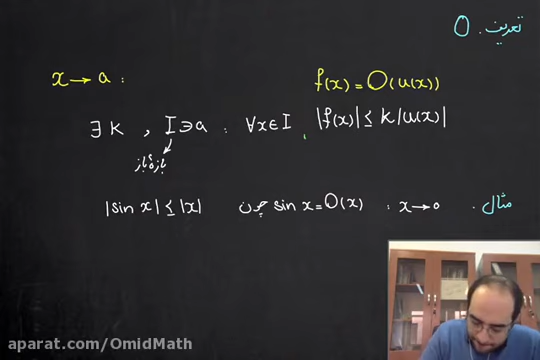 تعریف. O
x → a : f(x) = O(u(x))
∃ K , I ∋ a : ∀x ∈ I , |f(x)| ≤ K|u(x)|
بازه‌ی باز
مثال. x → 0 : sin x = O(x) چون |sin x| ≤ |x|
aparat.com/OmidMath